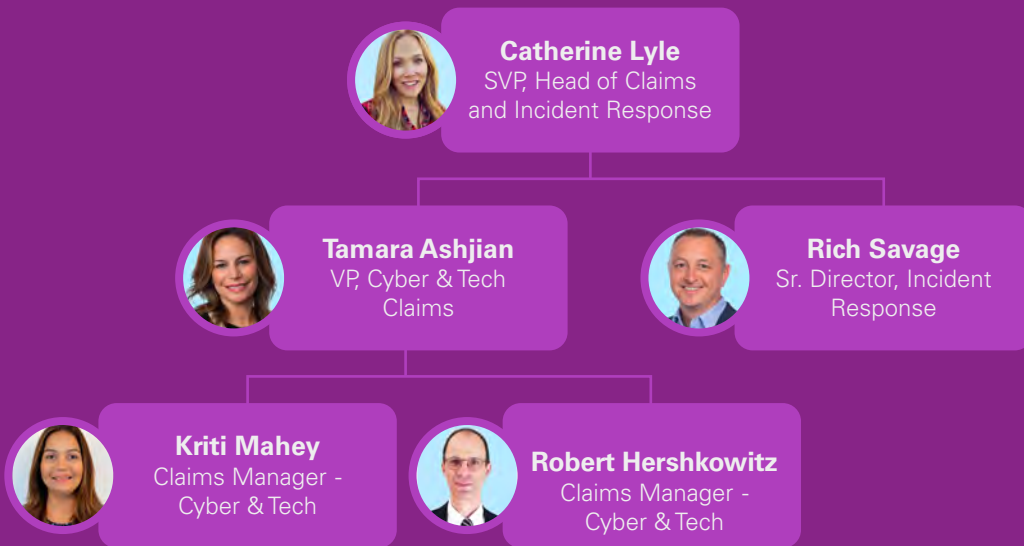 Catherine Lyle
SVP, Head of Claims
and Incident Response
Tamara Ashjian
VP, Cyber & Tech
Claims
Rich Savage
Sr. Director, Incident
Response
Kriti Mahey
Claims Manager -
Cyber & Tech
Robert Hershkowitz
Claims Manager -
Cyber & Tech